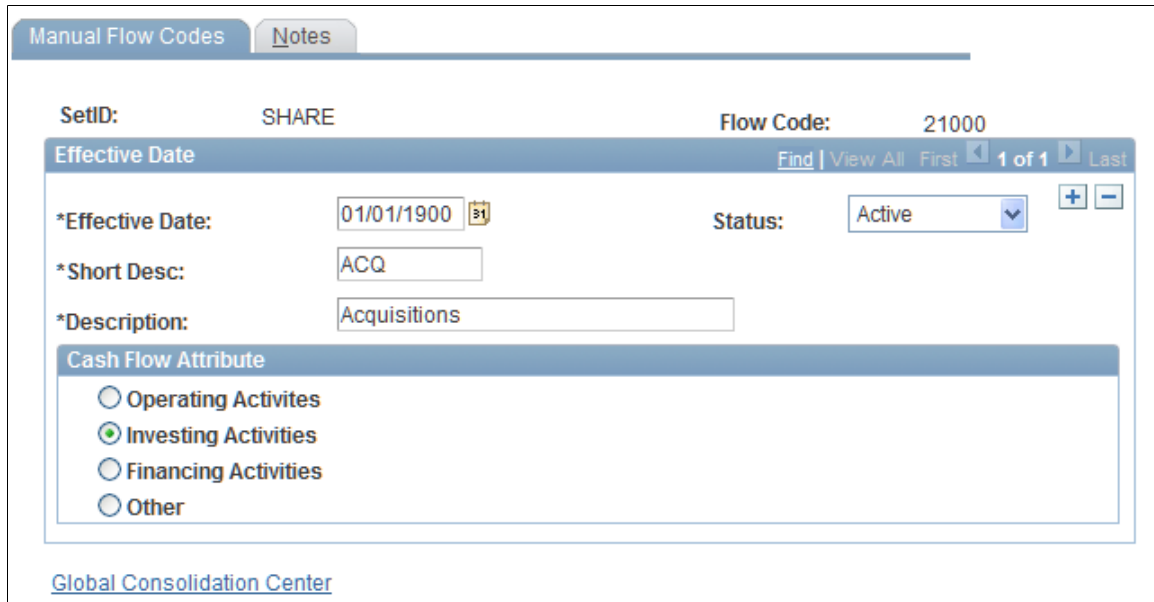 Manual Flow Codes Notes
SetID: SHARE Flow Code: 21000
Effective Date Find | View All First 1 of 1 Last
*Effective Date: 01/01/1900 31 Status: Active
*Short Desc: ACQ
*Description: Acquisitions
Cash Flow Attribute
Operating Activites
Investing Activities
Financing Activities
Other
Global Consolidation Center